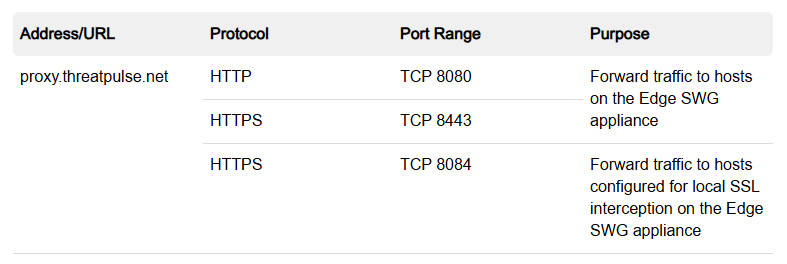 Address/URL Protocol Port Range Purpose
proxy.threatpulse.net HTTP TCP 8080 Forward traffic to hosts
on the Edge SWG
HTTPS TCP 8443 appliance
HTTPS TCP 8084 Forward traffic to hosts
configured for local SSL
interception on the Edge
SWG appliance